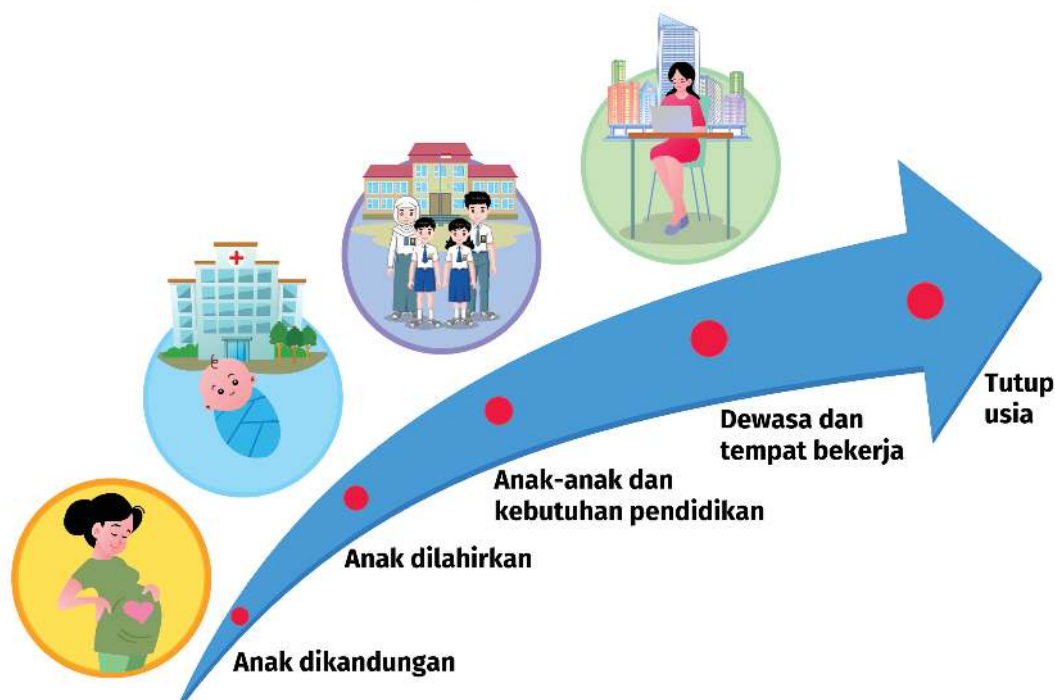 Anak dikandungan
Anak dilahirkan
Anak-anak dan
kebutuhan pendidikan
Dewasa dan
tempat bekerja
Tutup
usia